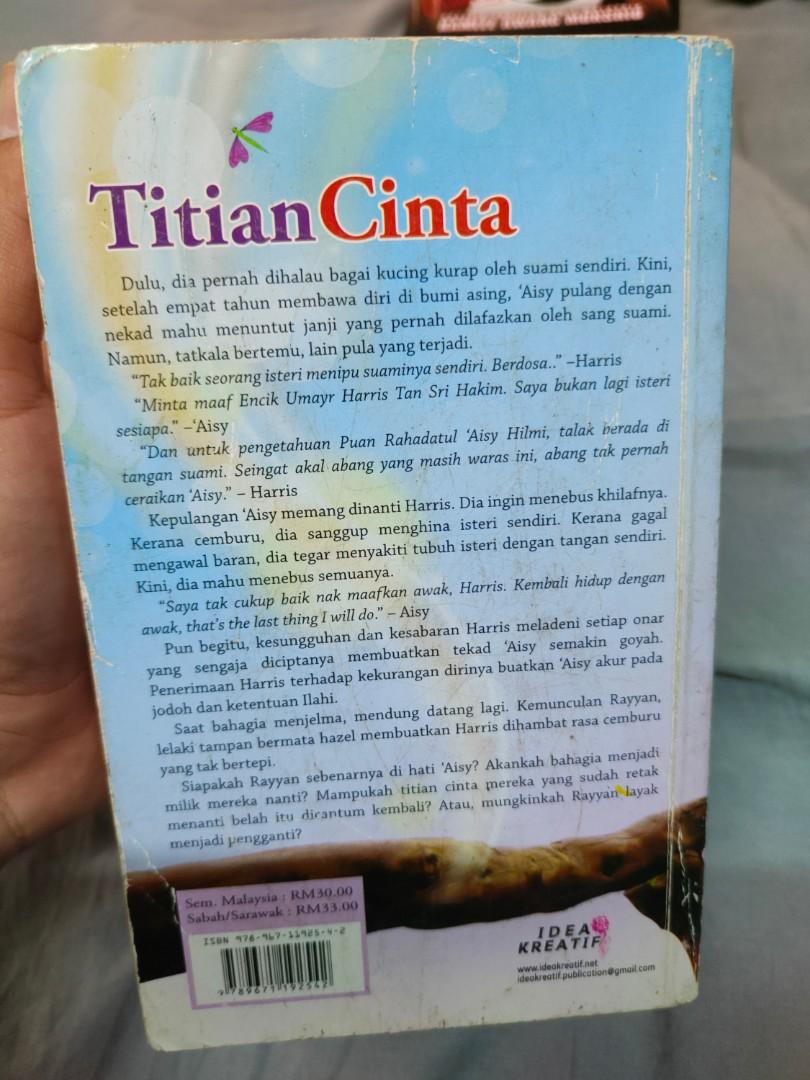 TitianCinta
Dulu, dia pernah dihalau bagai kucing kurap oleh suami sendiri. Kini,
setelah empat tahun membawa diri di bumi asing, ‘Aisy pulang dengan
nekad mahu menuntut janji yang pernah dilafazkan oleh sang suami.
Namun, tatkala bertemu, lain pula yang terjadi.
“Tak baik seorang isteri menipu suaminya sendiri. Berdosa..” –Harris
“Minta maaf Encik Umayr Harris Tan Sri Hakim. Saya bukan lagi isteri
sesiapa.” –‘Aisy
“Dan untuk pengetahuan Puan Rahadatul ‘Aisy Hilmi, talak berada di
tangan suami. Seingat akal abang yang masih waras ini, abang tak pernah
ceraikan ‘Aisy.” – Harris
Kepulangan ‘Aisy memang dinanti Harris. Dia ingin menebus khilafnya.
Kerana cemburu, dia sanggup menghina isteri sendiri. Kerana gagal
mengawal baran, dia tegar menyakiti tubuh isteri dengan tangan sendiri.
Kini, dia mahu menebus semuanya.
“Saya tak cukup baik nak maafkan awak, Harris. Kembali hidup dengan
awak, that's the last thing I will do.” – Aisy
Pun begitu, kesungguhan dan kesabaran Harris meladeni setiap onar
yang sengaja diciptanya membuatkan tekad ‘Aisy semakin goyah.
Penerimaan Harris terhadap kekurangan dirinya buatkan ‘Aisy akur pada
jodoh dan ketentuan Ilahi.
Saat bahagia menjelma, mendung datang lagi. Kemunculan Rayyan,
lelaki tampan bermata hazel membuatkan Harris dihambat rasa cemburu
yang tak bertepi.
Siapakah Rayyan sebenarnya di hati ‘Aisy? Akankah bahagia menjadi
milik mereka nanti? Mampukah titian cinta mereka yang sudah retak
menanti belah itu dicantum kembali? Atau, mungkinkah Rayyan layak
menjadi pengganti?
Sem. Malaysia : RM30.00
Sabah/Sarawak : RM33.00
ISBN 978-967-11925-4-2
9 789671 192542
IDEA
KREATIF
www.ideakreatif.net
ideakreatif.publication@gmail.com